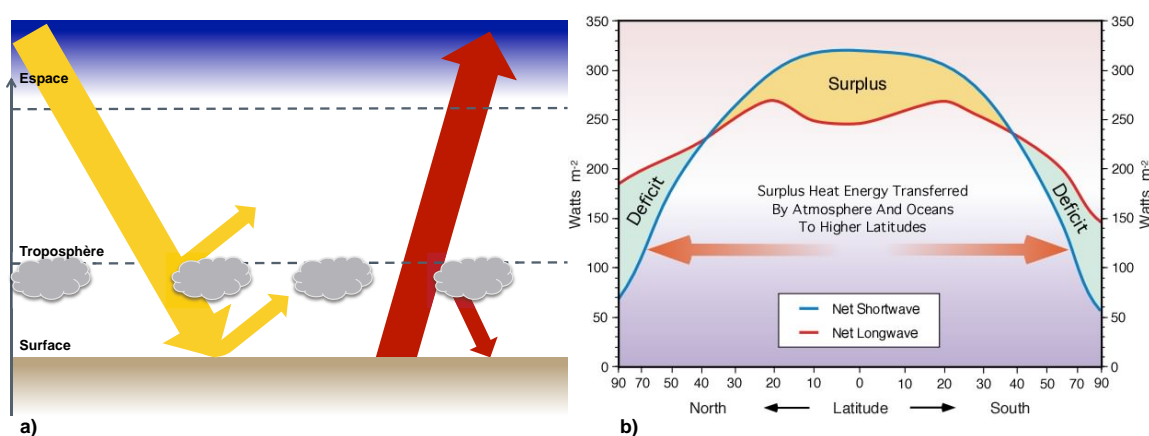 Espace
Troposphère
Surface
a)
350
300
250
200
150
100
50
0
Watts m-2
Surplus
Deficit
Deficit
Surplus Heat Energy Transferred
By Atmosphere And Oceans
To Higher Latitudes
Net Shortwave
Net Longwave
350
300
250
200
150
100
50
0
Watts m-2
90 70 50 40 30 20 10 0 10 20 30 40 50 70 90
North Latitude South
b)